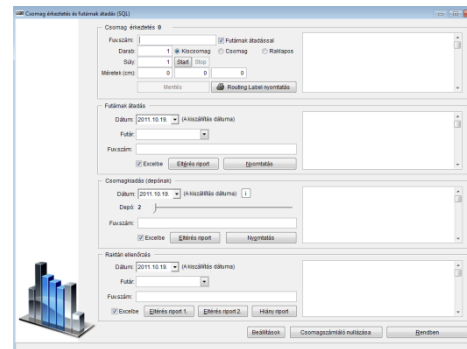 Csomag érkeztetés és futárnak átadás (SQL)
Csomag érkeztetés 0
Fuvszám:
Futárnak átadással
Darab: 1 Kiscsomag Csomag Raklapos
Súly: 1 Start Stop
Méretek (cm): 0 0 0
Mentés Routing Label nyomtatás
Futárnak átadás
Dátum: 2011.10.19. (A kiszállítás dátuma)
Futár:
Fuvszám:
Excelbe Eltérés riport Nyomtatás
Csomagkiadás (depónak)
Dátum: 2011.10.18. (A kiszállítás dátuma) i
Depó: 2
Fuvszám:
Excelbe Eltérés riport Nyomtatás
Raktári ellenőrzés
Dátum: 2011.10.19. (A kiszállítás dátuma)
Futár:
Fuvszám:
Excelbe Eltérés riport 1. Eltérés riport 2. Hiány riport
Beállítások Csomagszámláló nullázása Rendben